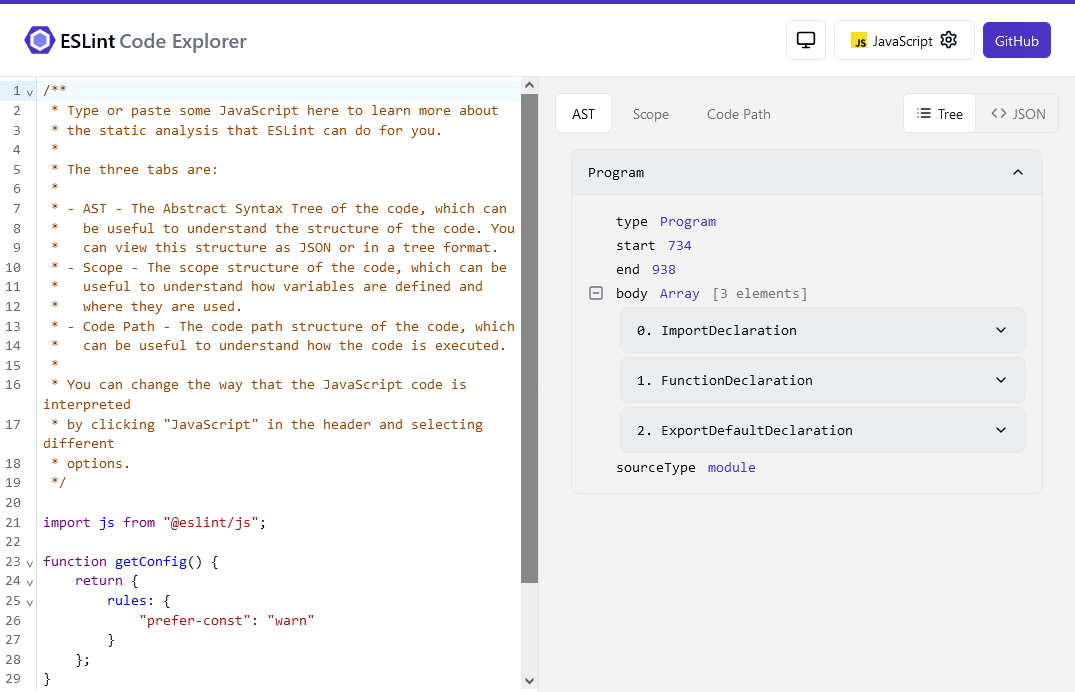 ESLint Code Explorer
JavaScript
GitHub
1 /**
2  * Type or paste some JavaScript here to learn more about
3  * the static analysis that ESLint can do for you.
4  *
5  * The three tabs are:
6  *
7  * - AST - The Abstract Syntax Tree of the code, which can
8  *   be useful to understand the structure of the code. You
9  *   can view this structure as JSON or in a tree format.
10  * - Scope - The scope structure of the code, which can be
11  *   useful to understand how variables are defined and
12  *   where they are used.
13  * - Code Path - The code path structure of the code, which
14  *   can be useful to understand how the code is executed.
15  *
16  * You can change the way that the JavaScript code is
interpreted
17  * by clicking "JavaScript" in the header and selecting
different
18  * options.
19  */
20
21 import js from "@eslint/js";
22
23 function getConfig() {
24     return {
25         rules: {
26             "prefer-const": "warn"
27         }
28     };
29 }
AST Scope Code Path Tree JSON
Program
type Program
start 734
end 938
body Array [3 elements]
0. ImportDeclaration
1. FunctionDeclaration
2. ExportDefaultDeclaration
sourceType module